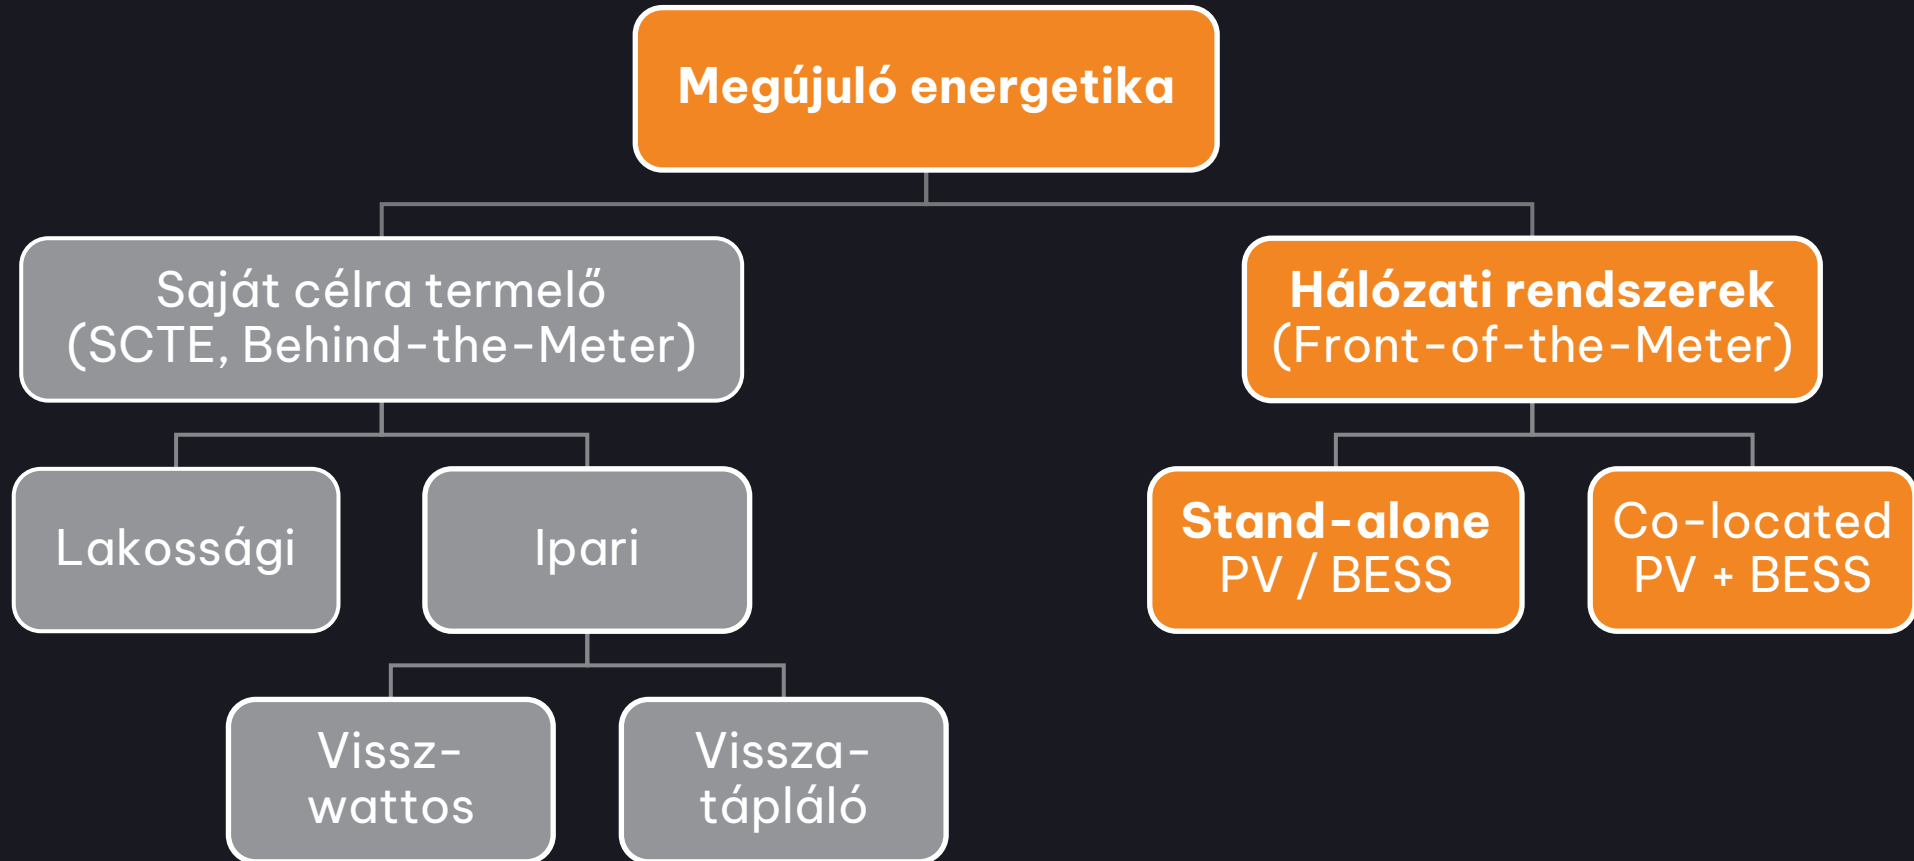 Megújuló energetika
Saját célra termelő
(SCTE, Behind-the-Meter)
Hálózati rendszerek
(Front-of-the-Meter)
Lakossági
Ipari
Stand-alone
PV / BESS
Co-located
PV + BESS
Vissz-
wattos
Vissza-
tápláló